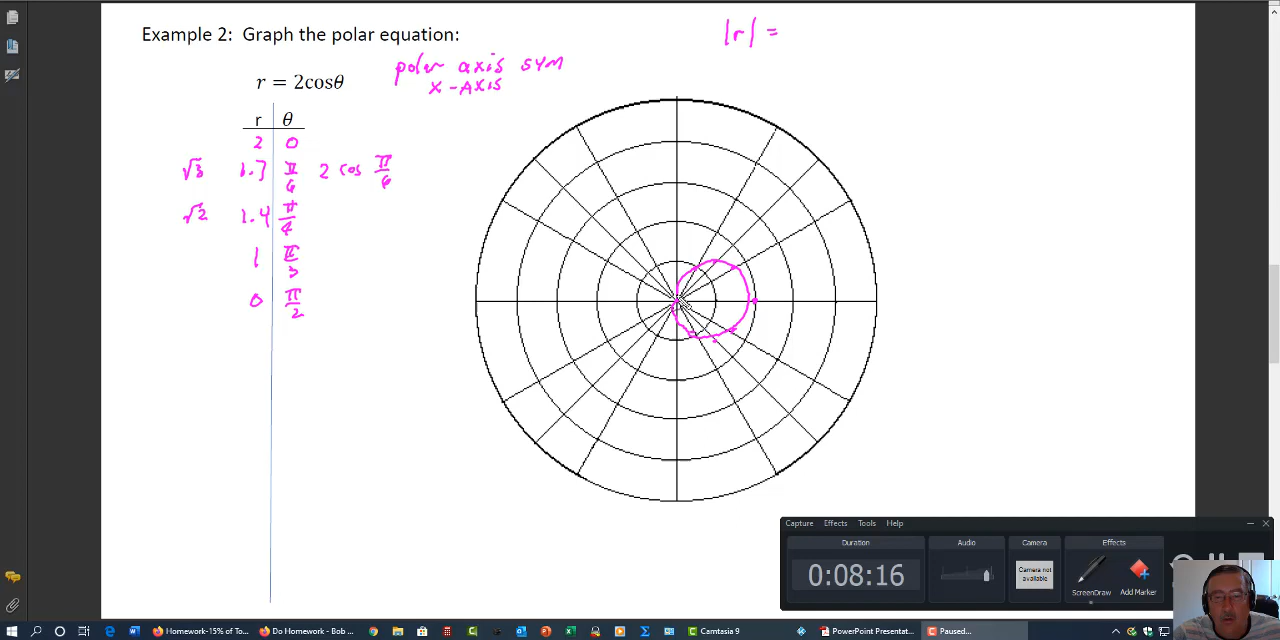 Example 2: Graph the polar equation:
|r| =
polar axis sym
x-AXIS
r = 2cosθ
r θ
2 0
√3 1.7 π/6 2 cos π/6
√2 1.4 π/4
1 π/3
0 π/2
Capture Effects Tools Help
Duration Audio Camera Effects
0:08:16
Camera not
available
ScreenDraw Add Marker
Homework-15% of To...
Do Homework - Bob ...
Camtasia 9
PowerPoint Presentat...
Paused...